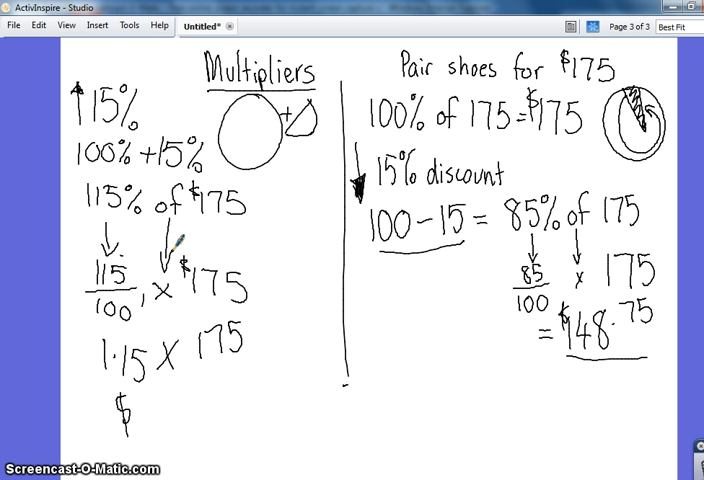 ActivInspire - Studio
File Edit View Insert Tools Help Untitled* Page 3 of 3 Best Fit
Multipliers
15%
+
100% + 15%
115% of $175
115
100
× $175
1.15 × 175
$
Pair shoes for $175
100% of 175 = $175
15% discount
100 - 15 = 85% of 175
85
100
× 175
= $148.75
Screencast-O-Matic.com